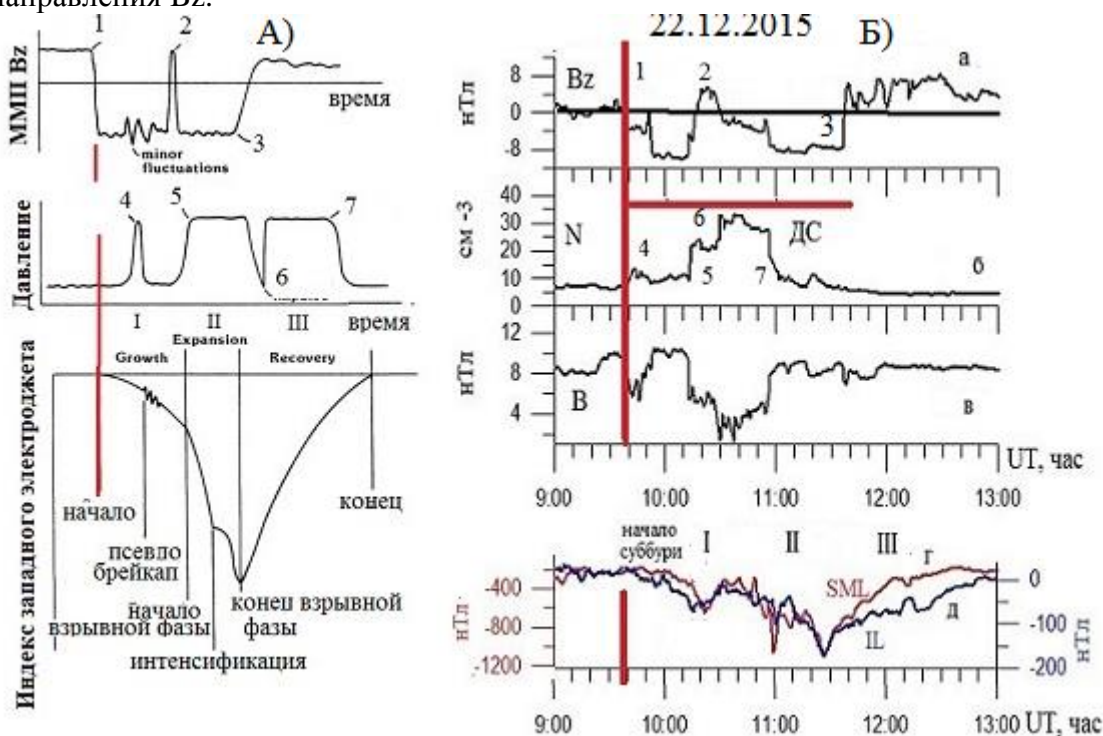 направления Bz.
А)
ММП Bz
1
2
3
время
minor
fluctuations
Давление
4
5
6
7
I
II
III
время
Индекс западного электроджета
Growth
Expansion
Recovery
начало
псевдо
брейкап
начало
взрывной фазы
интенсификация
конец взрывной
фазы
конец
22.12.2015
Б)
нТл
8
0
-8
Bz
1
2
3
а
см -3
40
30
20
10
0
N
4
5
6
7
ДС
б
нТл
12
8
4
B
в
UT, час
9:00
10:00
11:00
12:00
13:00
начало
суббури
I
II
III
г
SML
д
IL
нТл
-400
-800
-1200
0
-100
-200
нТл
9:00
10:00
11:00
12:00
13:00 UT, час